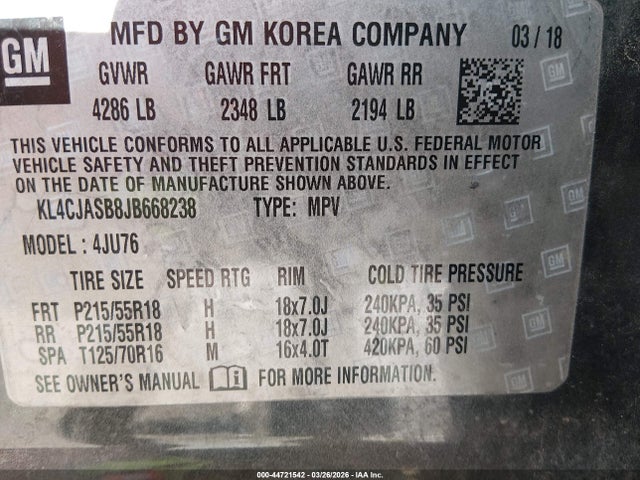 GM
MFD BY GM KOREA COMPANY 03 / 18
GVWR GAWR FRT GAWR RR
4286 LB 2348 LB 2194 LB
THIS VEHICLE CONFORMS TO ALL APPLICABLE U.S. FEDERAL MOTOR
VEHICLE SAFETY AND THEFT PREVENTION STANDARDS IN EFFECT
ON THE DATE OF MANUFACTURE SHOWN ABOVE.
KL4CJASB8JB668238 TYPE: MPV
MODEL : 4JU76
TIRE SIZE SPEED RTG RIM COLD TIRE PRESSURE
FRT P215/55R18 H 18x7.0J 240KPA, 35 PSI
RR P215/55R18 H 18x7.0J 240KPA, 35 PSI
SPA T125/70R16 M 16x4.0T 420KPA, 60 PSI
SEE OWNER'S MANUAL FOR MORE INFORMATION.
000-44721542 | 03/26/2026 | IAA Inc.